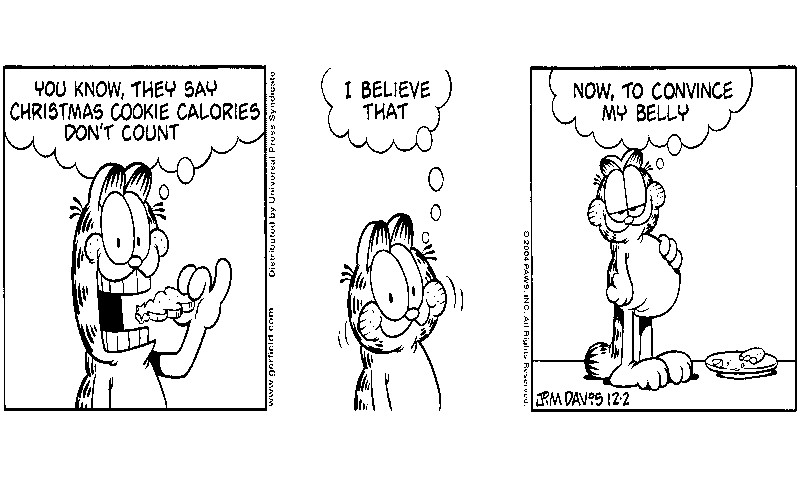 YOU KNOW, THEY SAY
CHRISTMAS COOKIE CALORIES
DON'T COUNT
www.garfield.com
Distributed by Universal Press Syndicate
I BELIEVE
THAT
© 2004 PAWS, INC. All Rights Reserved.
NOW, TO CONVINCE
MY BELLY
JIM DAVIS 12-2